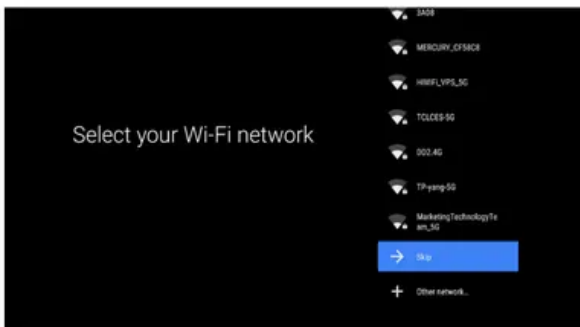 Select your Wi-Fi network
3A08
MERCURY_CF58C8
HIWIFI_VPS_5G
TCLCES-5G
DD2.4G
TP-yang-5G
MarketingTechnologyTe
am_5G
Skip
Other network...